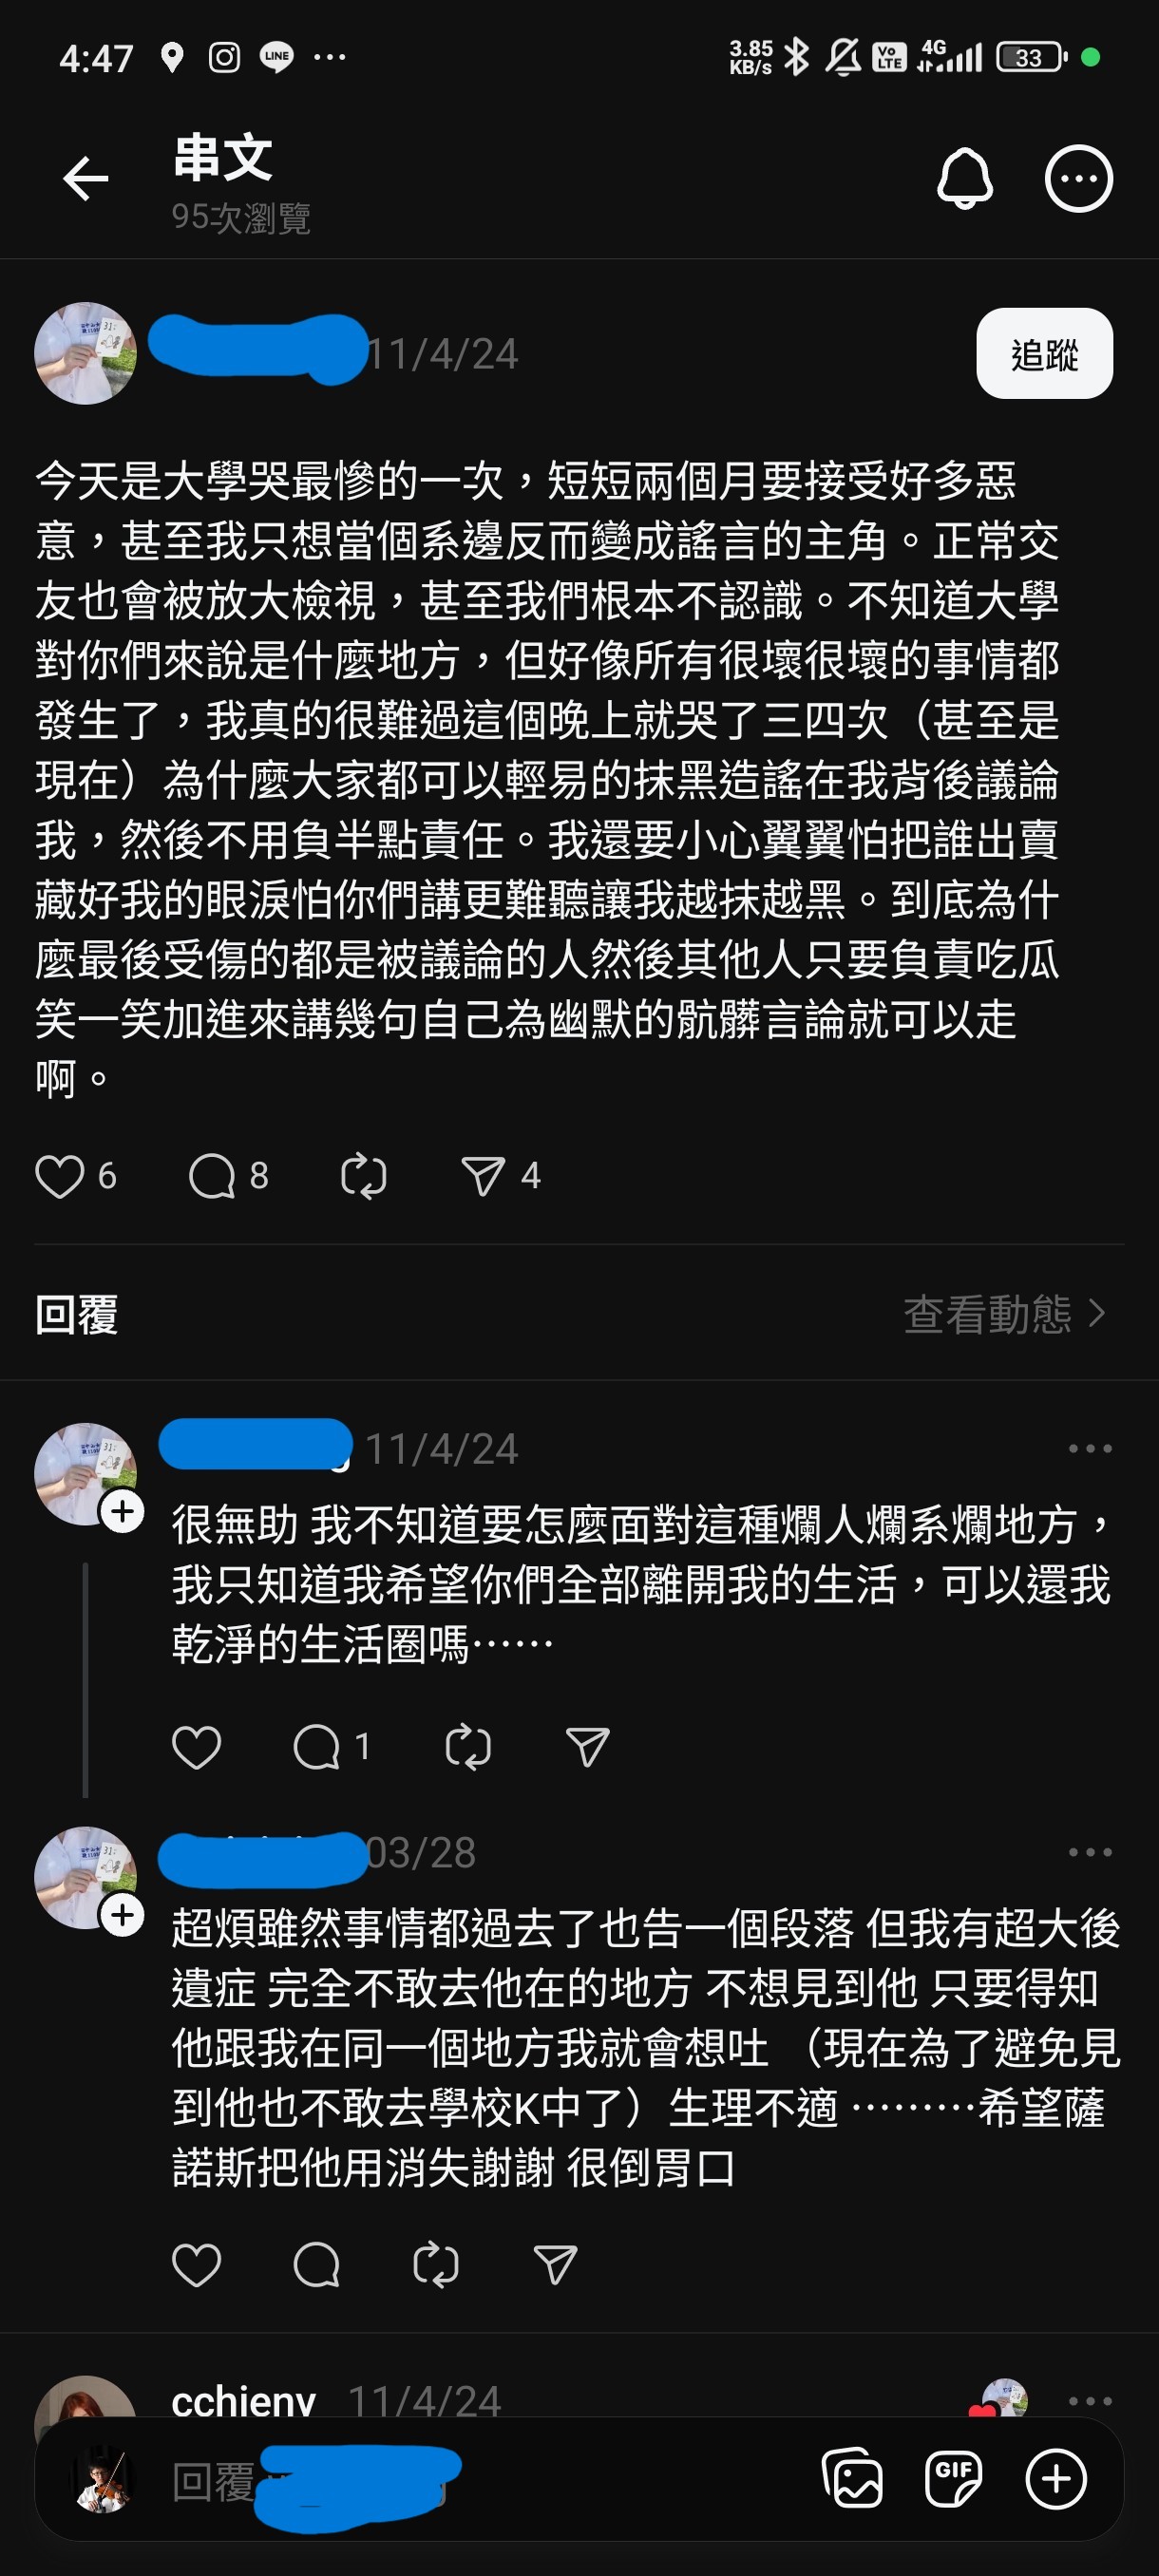 4:47 LINE ... 3.85 KB/s Vo LTE 4G 33
串文
95次瀏覽
11/4/24 追蹤
今天是大學哭最慘的一次，短短兩個月要接受好多惡
意，甚至我只想當個系邊反而變成謠言的主角。正常交
友也會被放大檢視，甚至我們根本不認識。不知道大學
對你們來說是什麼地方，但好像所有很壞很壞的事情都
發生了，我真的很難過這個晚上就哭了三四次（甚至是
現在）為什麼大家都可以輕易的抹黑造謠在我背後議論
我，然後不用負半點責任。我還要小心翼翼怕把誰出賣
藏好我的眼淚怕你們講更難聽讓我越抹越黑。到底為什
麼最後受傷的都是被議論的人然後其他人只要負責吃瓜
笑一笑加進來講幾句自己為幽默的骯髒言論就可以走
啊。
6 8 4
回覆 查看動態
11/4/24
很無助 我不知道要怎麼面對這種爛人爛系爛地方，
我只知道我希望你們全部離開我的生活，可以還我
乾淨的生活圈嗎⋯⋯
1
03/28
超煩雖然事情都過去了也告一個段落 但我有超大後
遺症 完全不敢去他在的地方 不想見到他 只要得知
他跟我在同一個地方我就會想吐 （現在為了避免見
到他也不敢去學校K中了）生理不適 ⋯⋯⋯希望薩
諾斯把他用消失謝謝 很倒胃口
cchienv 11/4/24
回覆 GIF